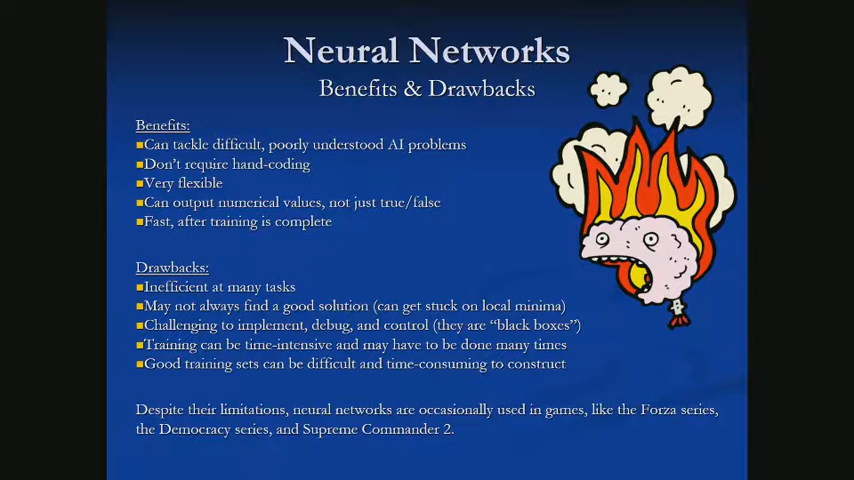 Neural Networks
Benefits & Drawbacks
Benefits:
■Can tackle difficult, poorly understood AI problems
■Don't require hand-coding
■Very flexible
■Can output numerical values, not just true/false
■Fast, after training is complete
Drawbacks:
■Inefficient at many tasks
■May not always find a good solution (can get stuck on local minima)
■Challenging to implement, debug, and control (they are “black boxes”)
■Training can be time-intensive and may have to be done many times
■Good training sets can be difficult and time-consuming to construct
Despite their limitations, neural networks are occasionally used in games, like the Forza series,
the Democracy series, and Supreme Commander 2.